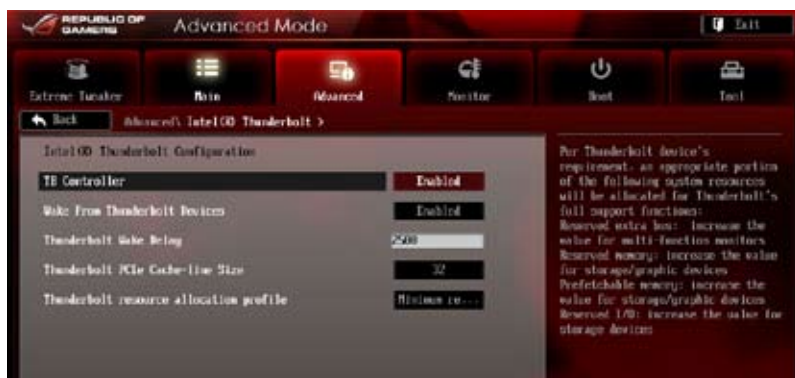 REPUBLIC OF
GAMERS
Advanced Mode
Exit
Extreme Tweaker
Main
Advanced
Monitor
Boot
Tool
Back
Advanced\ Intel(R) Thunderbolt >
Intel(R) Thunderbolt Configuration
TB Controller
Enabled
Wake From Thunderbolt Devices
Enabled
Thunderbolt Wake Delay
2500
Thunderbolt PCIe Cache-line Size
32
Thunderbolt resource allocation profile
Minimum re...
Per Thunderbolt device's
requirement, an appropriate portion
of the following system resources
will be allocated for Thunderbolt's
full support functions:
Reserved extra bus: increase the
value for multi-function monitors
Reserved memory: increase the value
for storage/graphic devices
Prefetchable memory: increase the
value for storage/graphic devices
Reserved I/O: increase the value for
storage devices